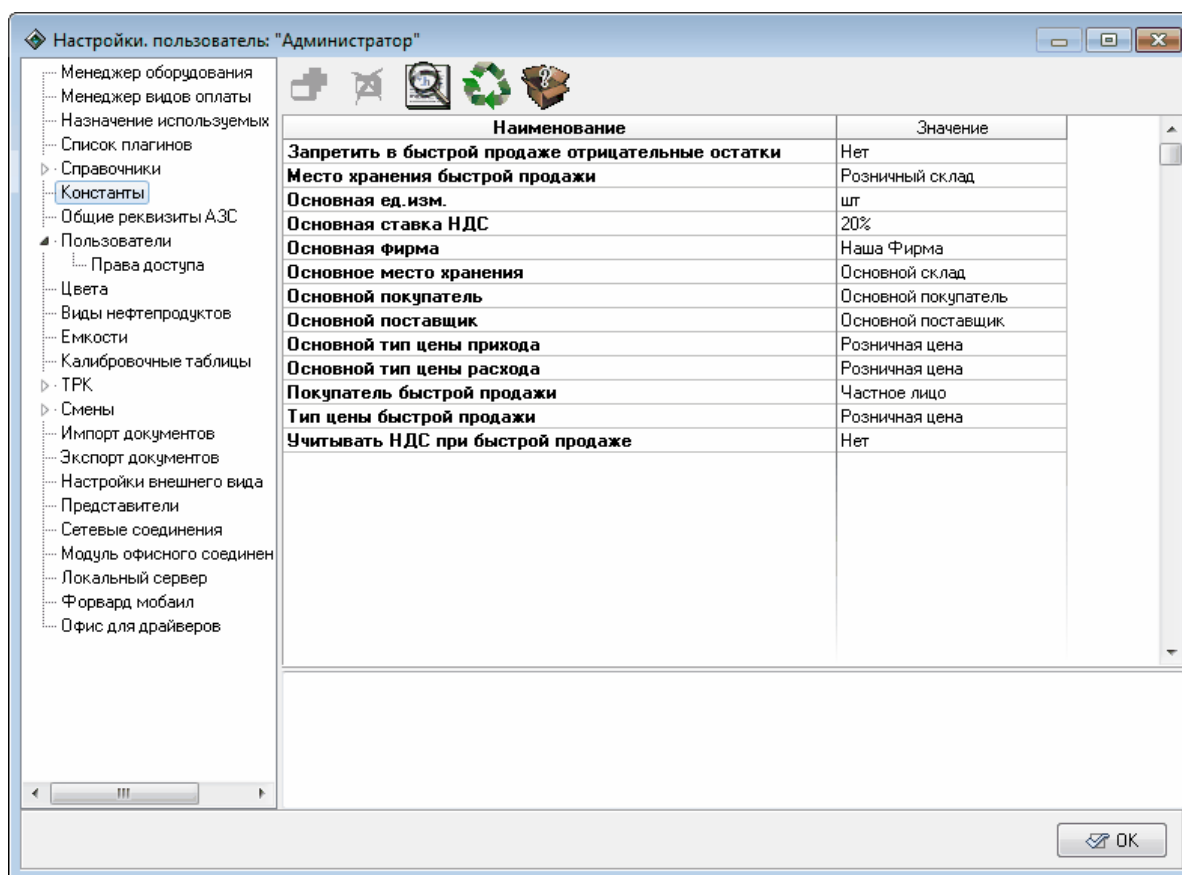 Настройки. пользователь: "Администратор"
Менеджер оборудования
Менеджер видов оплаты
Назначение используемых
Список плагинов
Справочники
Константы
Общие реквизиты АЗС
Пользователи
Права доступа
Цвета
Виды нефтепродуктов
Емкости
Калибровочные таблицы
ТРК
Смены
Импорт документов
Экспорт документов
Настройки внешнего вида
Представители
Сетевые соединения
Модуль офисного соединен
Локальный сервер
Форвард мобаил
Офис для драйверов
Наименование Значение
Запретить в быстрой продаже отрицательные остатки Нет
Место хранения быстрой продажи Розничный склад
Основная ед.изм. шт
Основная ставка НДС 20%
Основная фирма Наша Фирма
Основное место хранения Основной склад
Основной покупатель Основной покупатель
Основной поставщик Основной поставщик
Основной тип цены прихода Розничная цена
Основной тип цены расхода Розничная цена
Покупатель быстрой продажи Частное лицо
Тип цены быстрой продажи Розничная цена
Учитывать НДС при быстрой продаже Нет
OK